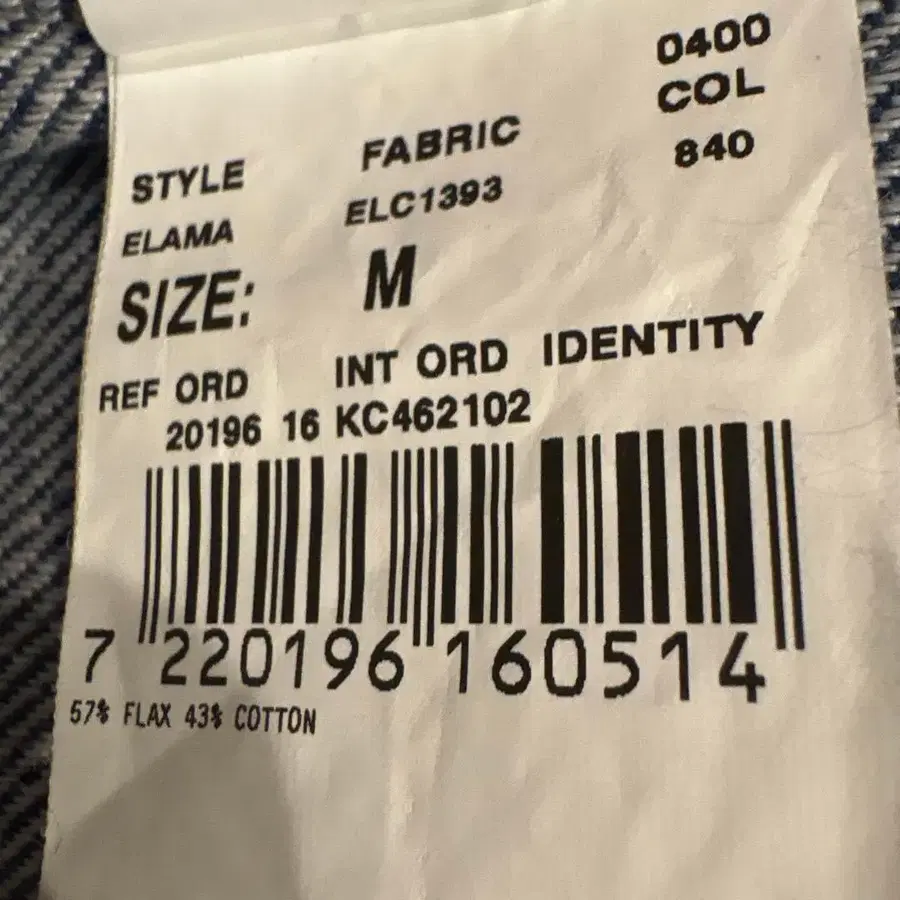 0400
STYLE FABRIC COL
ELAMA ELC1393 840
SIZE: M
REF ORD INT ORD IDENTITY
20196 16 KC462102
7 220196 160514
57% FLAX 43% COTTON